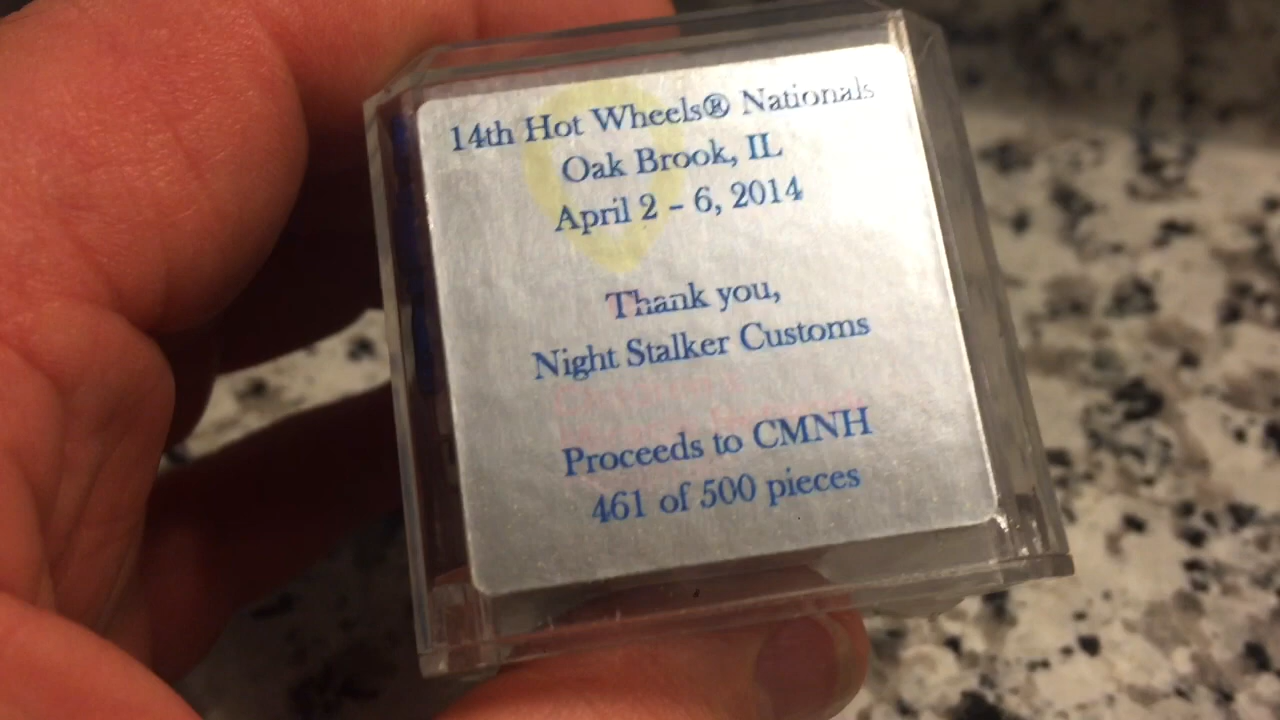 14th Hot Wheels® Nationals
Oak Brook, IL
April 2 - 6, 2014
Thank you,
Night Stalker Customs
Proceeds to CMNH
461 of 500 pieces